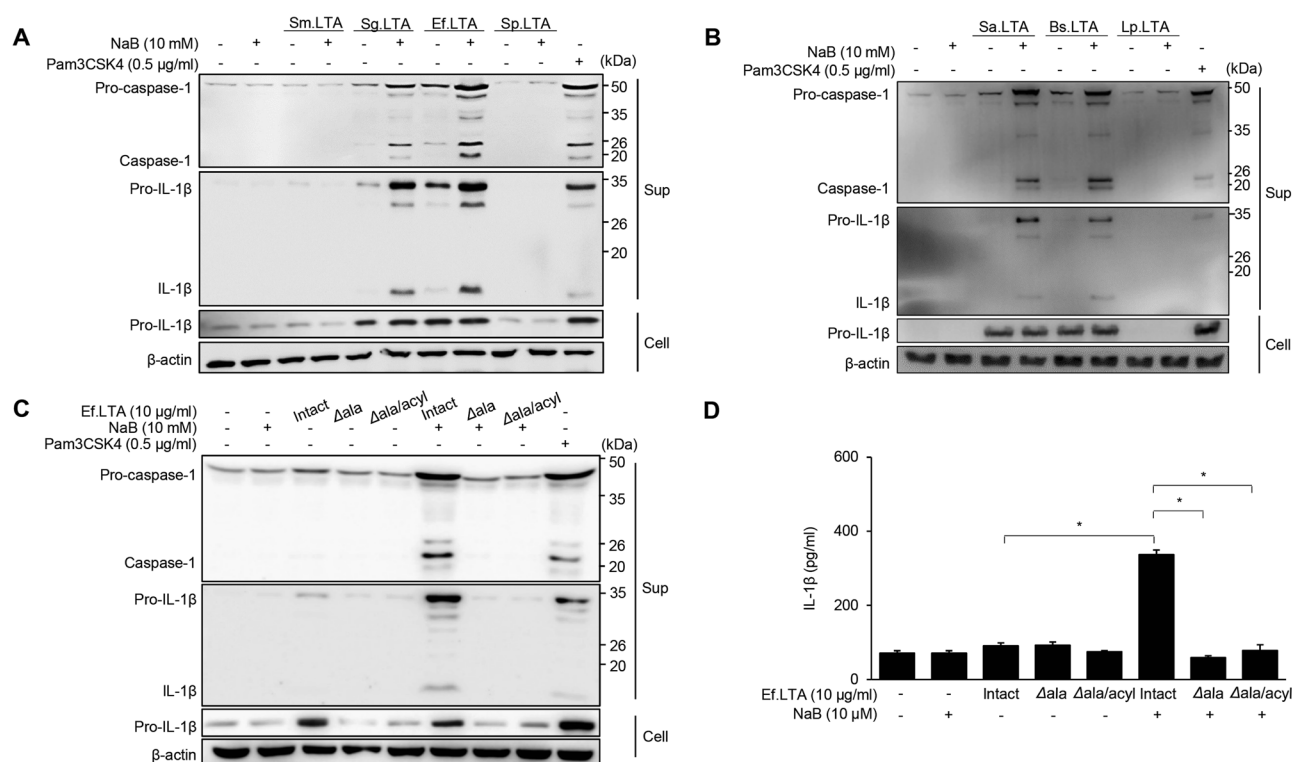 A
Sm.LTA Sg.LTA Ef.LTA Sp.LTA
NaB (10 mM) - + - + - + - + - + -
Pam3CSK4 (0.5 μg/ml) - - - - - - - - - - + (kDa)
Pro-caspase-1 50
35
26
Caspase-1 20
Pro-IL-1β 35
Sup
26
20
IL-1β
Pro-IL-1β
Cell
β-actin
B
Sa.LTA Bs.LTA Lp.LTA
NaB (10 mM) - + - + - + - + -
Pam3CSK4 (0.5 μg/ml) - - - - - - - - + (kDa)
Pro-caspase-1 50
35
26
Caspase-1 20
Sup
Pro-IL-1β 35
26
20
IL-1β
Pro-IL-1β
Cell
β-actin
C
Ef.LTA (10 μg/ml) - - Intact Δala Δala/acyl Intact Δala Δala/acyl -
NaB (10 mM) - + - - - + + + -
Pam3CSK4 (0.5 μg/ml) - - - - - - - - + (kDa)
Pro-caspase-1 50
35
26
Caspase-1 20
Sup
Pro-IL-1β 35
26
20
IL-1β
Pro-IL-1β
Cell
β-actin
D
600
400
200
0
IL-1β (pg/ml)
*
*
*
Ef.LTA (10 μg/ml) - - Intact Δala Δala/acyl Intact Δala Δala/acyl
NaB (10 μM) - + - - - + + +